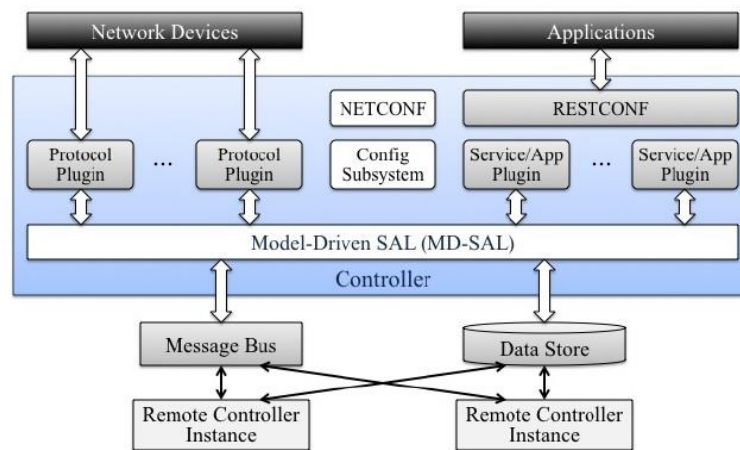 Network Devices
Applications
NETCONF
RESTCONF
Protocol
Plugin
...
Protocol
Plugin
Config
Subsystem
Service/App
Plugin
...
Service/App
Plugin
Model-Driven SAL (MD-SAL)
Controller
Message Bus
Data Store
Remote Controller
Instance
Remote Controller
Instance